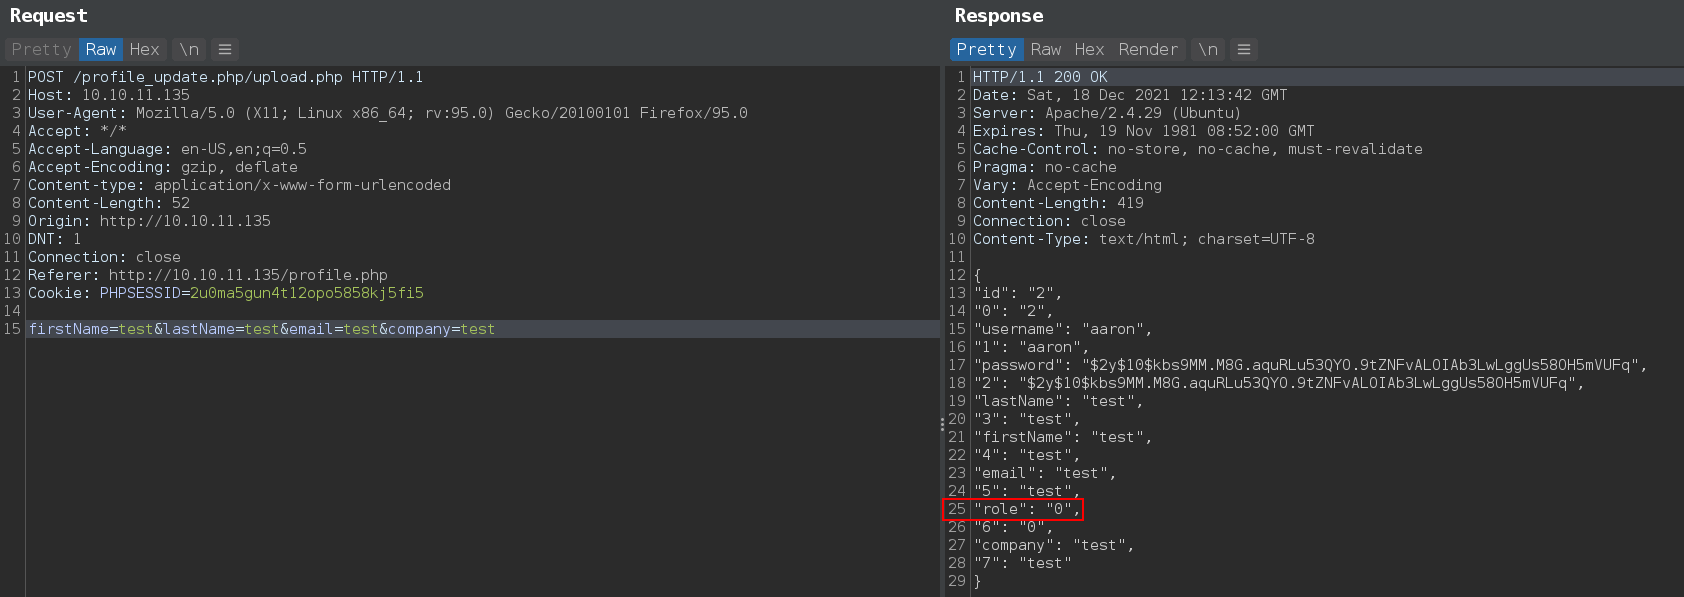 Request
Pretty Raw Hex \n ≡
1 POST /profile_update.php/upload.php HTTP/1.1
2 Host: 10.10.11.135
3 User-Agent: Mozilla/5.0 (X11; Linux x86_64; rv:95.0) Gecko/20100101 Firefox/95.0
4 Accept: */*
5 Accept-Language: en-US,en;q=0.5
6 Accept-Encoding: gzip, deflate
7 Content-type: application/x-www-form-urlencoded
8 Content-Length: 52
9 Origin: http://10.10.11.135
10 DNT: 1
11 Connection: close
12 Referer: http://10.10.11.135/profile.php
13 Cookie: PHPSESSID=2u0ma5gun4t12opo5858kj5fi5
14
15 firstName=test&lastName=test&email=test&company=test
Response
Pretty Raw Hex Render \n ≡
1 HTTP/1.1 200 OK
2 Date: Sat, 18 Dec 2021 12:13:42 GMT
3 Server: Apache/2.4.29 (Ubuntu)
4 Expires: Thu, 19 Nov 1981 08:52:00 GMT
5 Cache-Control: no-store, no-cache, must-revalidate
6 Pragma: no-cache
7 Vary: Accept-Encoding
8 Content-Length: 419
9 Connection: close
10 Content-Type: text/html; charset=UTF-8
11
12 {
13 "id": "2",
14 "0": "2",
15 "username": "aaron",
16 "1": "aaron",
17 "password": "$2y$10$kbs9MM.M8G.aquRLu53QYO.9tZNFvALOIAb3LwLggUs58OH5mVUFq",
18 "2": "$2y$10$kbs9MM.M8G.aquRLu53QYO.9tZNFvALOIAb3LwLggUs58OH5mVUFq",
19 "lastName": "test",
20 "3": "test",
21 "firstName": "test",
22 "4": "test",
23 "email": "test",
24 "5": "test",
25 "role": "0",
26 "6": "0",
27 "company": "test",
28 "7": "test"
29 }